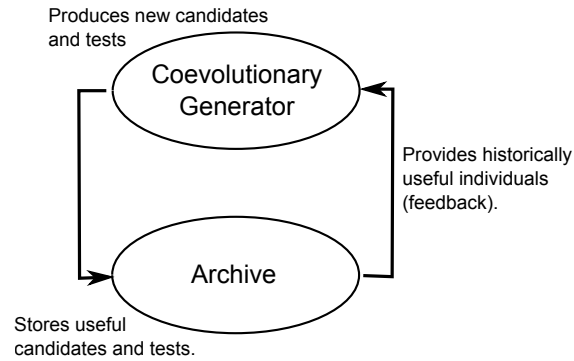 Produces new candidates
and tests
Coevolutionary
Generator
Provides historically
useful individuals
(feedback).
Archive
Stores useful
candidates and tests.